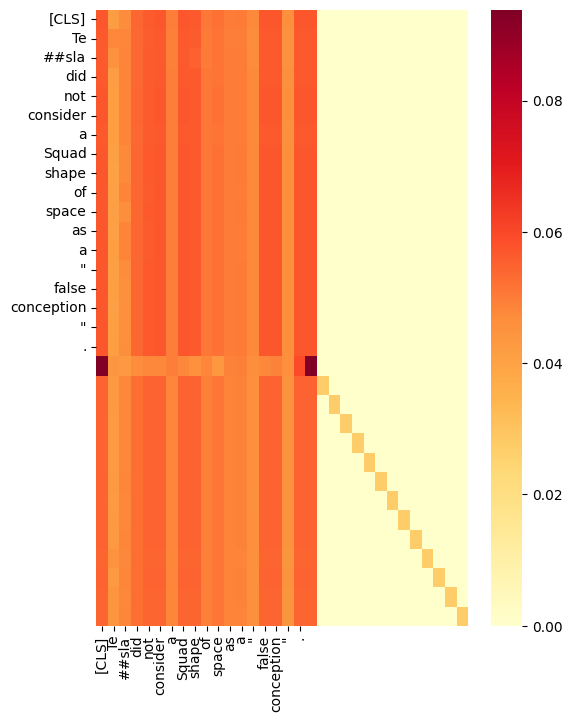 [CLS]
Te
##sla
did
not
consider
a
Squad
shape
of
space
as
a
"
false
conception
"
.
0.08
0.06
0.04
0.02
0.00
[CLS]
Te
##sla
did
not
consider
a
Squad
shape
of
space
as
a
"
false
conception
"
.